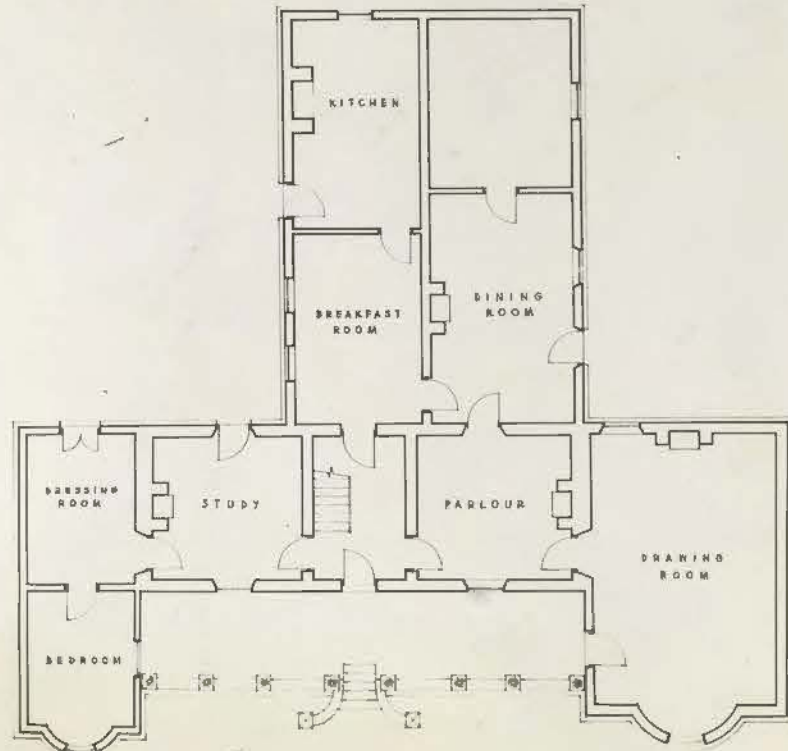 KITCHEN
BREAKFAST
ROOM
DINING
ROOM
DRESSING
ROOM
STUDY
PARLOUR
DRAWING
ROOM
BEDROOM